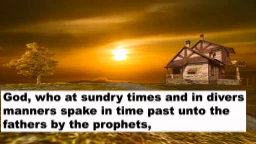 God, who at sundry times and in divers
manners spake in time past unto the
fathers by the prophets,